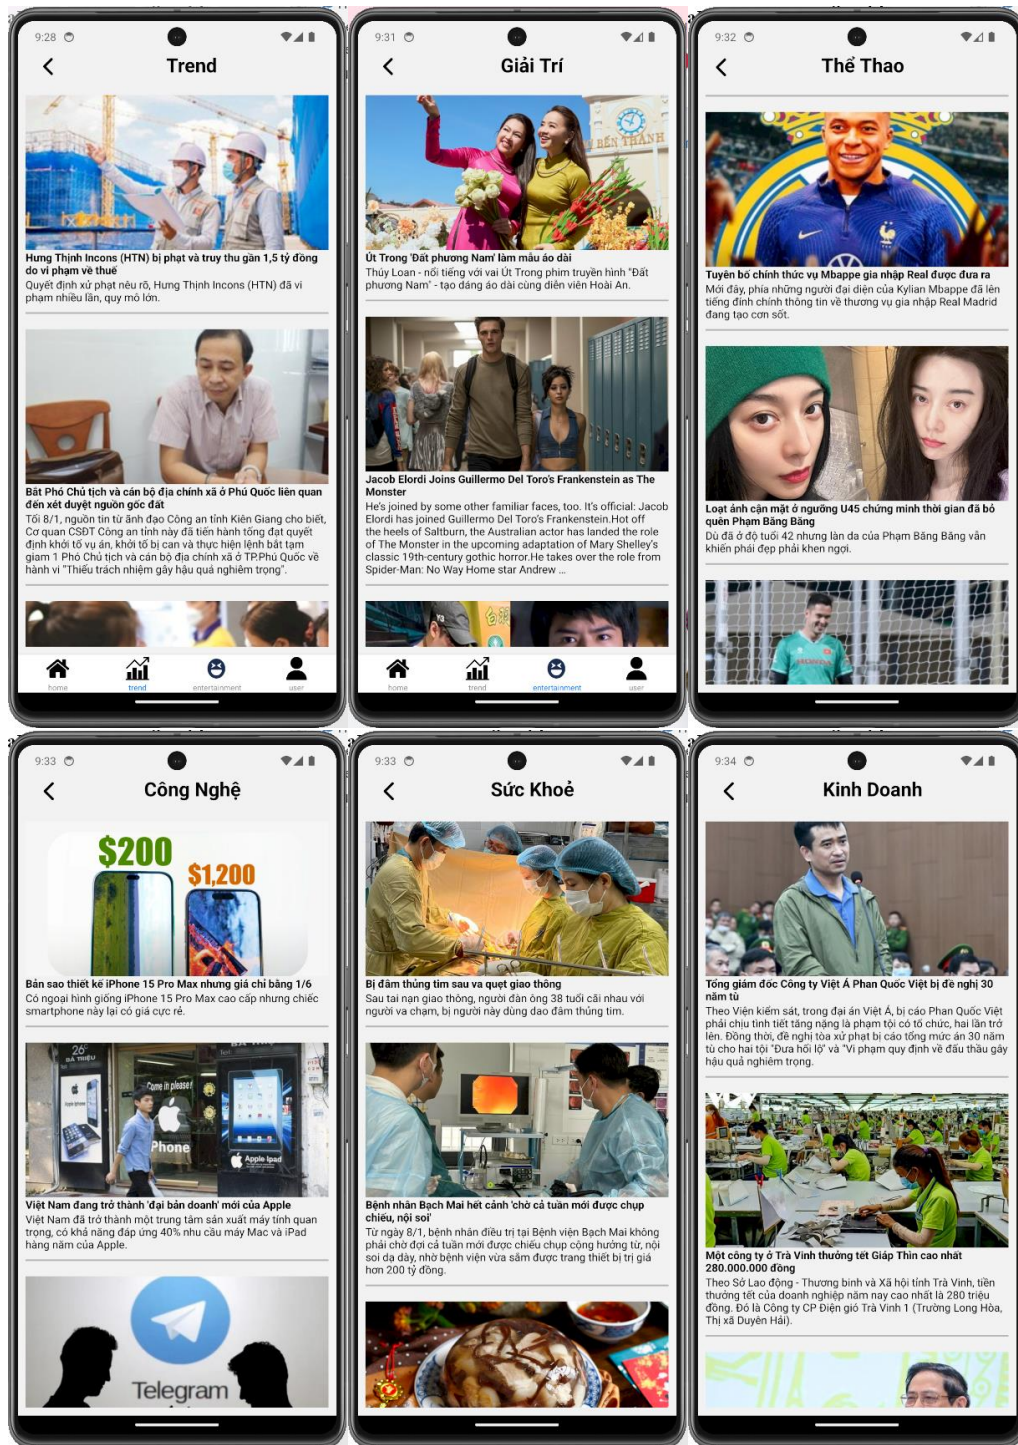 9:28
Trend
Hưng Thịnh Incons (HTN) bị phạt và truy thu gần 1,5 tỷ đồng
do vi phạm về thuế
Quyết định xử phạt nêu rõ, Hưng Thịnh Incons (HTN) đã vi
phạm nhiều lần, quy mô lớn.
Bắt Phó Chủ tịch và cán bộ địa chính xã ở Phú Quốc liên quan
đến xét duyệt nguồn gốc đất
Tối 8/1, nguồn tin từ ãnh đạo Công an tỉnh Kiên Giang cho biết,
Cơ quan CSĐT Công an tỉnh này đã tiến hành tống đạt quyết
định khởi tố vụ án, khởi tố bị can và thực hiện lệnh bắt tạm
giam 1 Phó Chủ tịch và cán bộ địa chính xã ở TP.Phú Quốc về
hành vi "Thiếu trách nhiệm gây hậu quả nghiêm trọng".
home
trend
entertainment
user
9:31
Giải Trí
BẾN THÀNH
Út Trong 'Đất phương Nam' làm mẫu áo dài
Thúy Loan - nổi tiếng với vai Út Trong phim truyền hình "Đất
phương Nam" - tạo dáng áo dài cùng diễn viên Hoài An.
Jacob Elordi Joins Guillermo Del Toro's Frankenstein as The
Monster
He's joined by some other familiar faces, too. It's official: Jacob
Elordi has joined Guillermo Del Toro's Frankenstein.Hot off
the heels of Saltburn, the Australian actor has landed the role
of The Monster in the upcoming adaptation of Mary Shelley's
classic 19th-century gothic horror.He takes over the role from
Spider-Man: No Way Home star Andrew ...
home
trend
entertainment
user
9:32
Thể Thao
Tuyên bố chính thức vụ Mbappe gia nhập Real được đưa ra
Mới đây, phía những người đại diện của Kylian Mbappe đã lên
tiếng đính chính thông tin về thương vụ gia nhập Real Madrid
đang tạo cơn sốt.
Loạt ảnh cận mặt ở ngưỡng U45 chứng minh thời gian đã bỏ
quên Phạm Băng Băng
Dù đã ở độ tuổi 42 nhưng làn da của Phạm Băng Băng vẫn
khiến phái đẹp phải khen ngợi.
HONDA
9:33
Công Nghệ
$200
$1,200
Bản sao thiết kế iPhone 15 Pro Max nhưng giá chỉ bằng 1/6
Có ngoại hình giống iPhone 15 Pro Max cao cấp nhưng chiếc
smartphone này lại có giá cực rẻ.
26
BÀ TRIỆU
Come in please!
Phone
Apple Ipad
Việt Nam đang trở thành 'đại bản doanh' mới của Apple
Việt Nam đã trở thành một trung tâm sản xuất máy tính quan
trọng, có khả năng đáp ứng 40% nhu cầu máy Mac và iPad
hàng năm của Apple.
Telegram
9:33
Sức Khoẻ
Bị đâm thủng tim sau va quẹt giao thông
Sau tai nạn giao thông, người đàn ông 38 tuổi cãi nhau với
người va chạm, bị người này dùng dao đâm thủng tim.
Bệnh nhân Bạch Mai hết cảnh 'chờ cả tuần mới được chụp
chiếu, nội soi'
Từ ngày 8/1, bệnh nhân điều trị tại Bệnh viện Bạch Mai không
phải chờ đợi cả tuần mới được chiếu chụp cộng hưởng từ, nội
soi dạ dày, nhờ bệnh viện vừa sắm được trang thiết bị trị giá
hơn 200 tỷ đồng.
9:34
Kinh Doanh
Tổng giám đốc Công ty Việt Á Phan Quốc Việt bị đề nghị 30
năm tù
Theo Viện kiểm sát, trong đại án Việt Á, bị cáo Phan Quốc Việt
phải chịu tình tiết tăng nặng là phạm tội có tổ chức, hai lần trở
lên. Đồng thời, đề nghị tòa xử phạt bị cáo tổng mức án 30 năm
tù cho hai tội "Đưa hối lộ" và "Vi phạm quy định về đấu thầu gây
hậu quả nghiêm trọng.
Một công ty ở Trà Vinh thưởng tết Giáp Thìn cao nhất
280.000.000 đồng
Theo Sở Lao động - Thương binh và Xã hội tỉnh Trà Vinh, tiền
thưởng tết của doanh nghiệp năm nay cao nhất là 280 triệu
đồng. Đó là Công ty CP Điện gió Trà Vinh 1 (Trường Long Hòa,
Thị xã Duyên Hải).